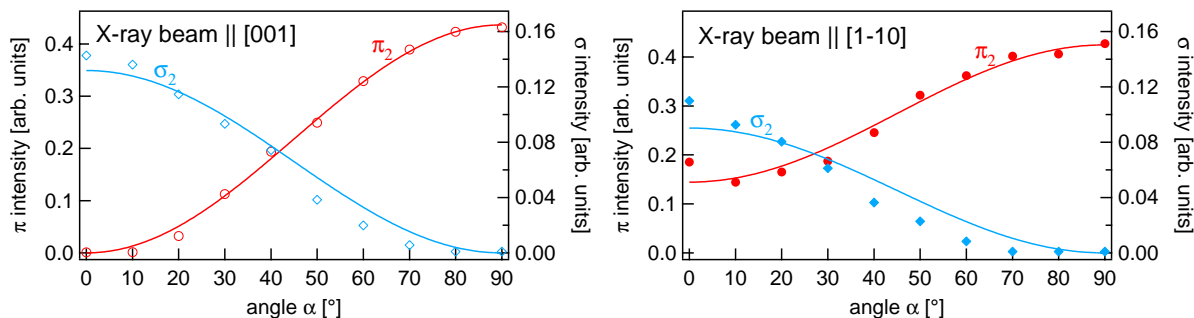 X-ray beam || [001]
π intensity [arb. units]
0.4
0.3
0.2
0.1
0.0
σ₂
π₂
0.16
0.12
0.08
0.04
0.00
σ intensity [arb. units]
0 10 20 30 40 50 60 70 80 90
angle α [°]
X-ray beam || [1-10]
π intensity [arb. units]
0.4
0.3
0.2
0.1
0.0
σ₂
π₂
0.16
0.12
0.08
0.04
0.00
σ intensity [arb. units]
0 10 20 30 40 50 60 70 80 90
angle α [°]